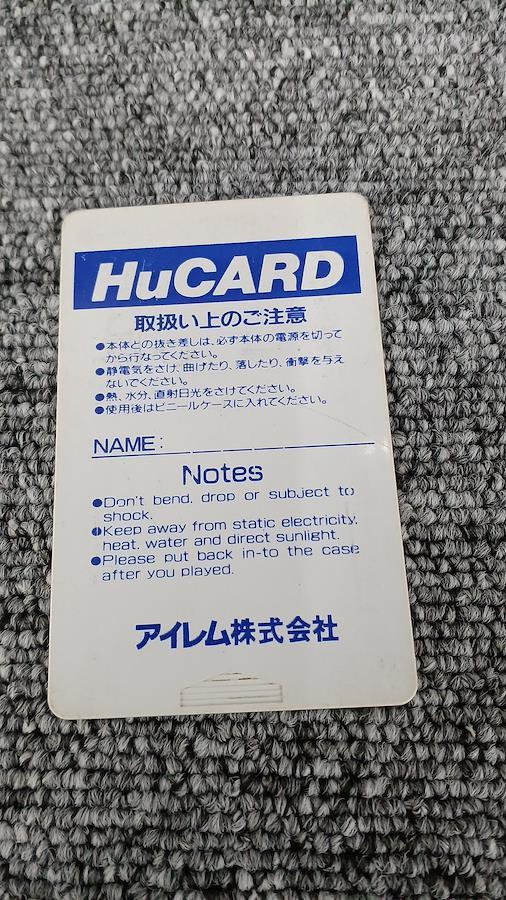 HuCARD
取扱い上のご注意
●本体との抜き差しは、必ず本体の電源を切って
から行なってください。
●静電気をさけ、曲げたり、落したり、衝撃を与え
ないでください。
●熱、水分、直射日光をさけてください。
●使用後はビニールケースに入れてください。
NAME:
Notes
●Don't bend, drop or subject to
shock.
●Keep away from static electricity,
heat, water and direct sunlight.
●Please put back in-to the case
after you played.
アイレム株式会社